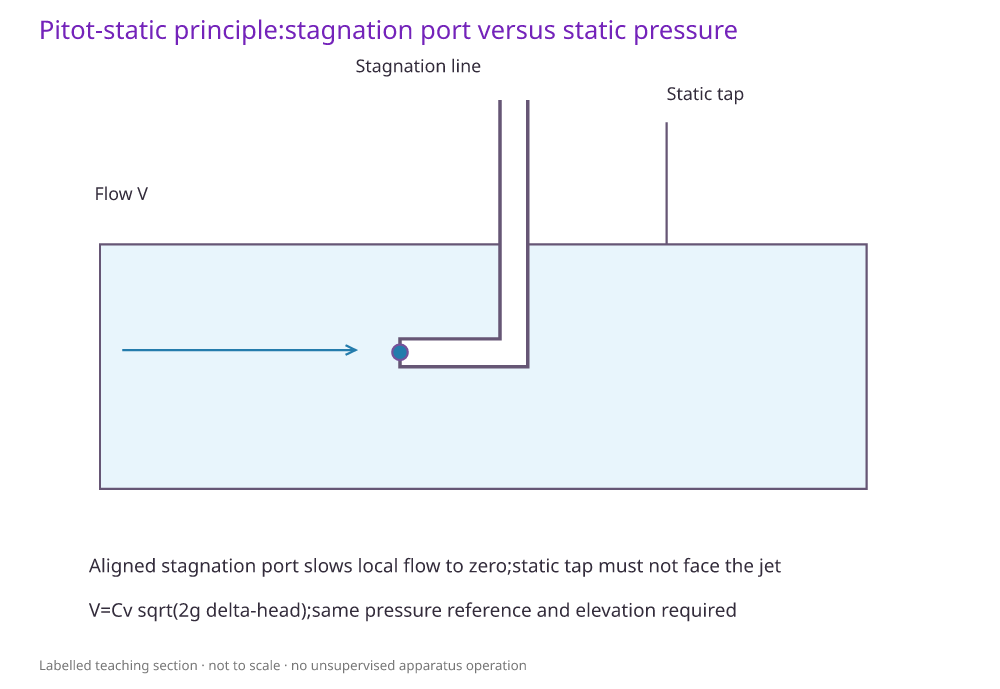 Pitot-static principle:stagnation port versus static pressure
Stagnation line
Static tap
Flow V
Aligned stagnation port slows local flow to zero;static tap must not face the jet
V=Cv sqrt(2g delta-head);same pressure reference and elevation required
Labelled teaching section · not to scale · no unsupervised apparatus operation